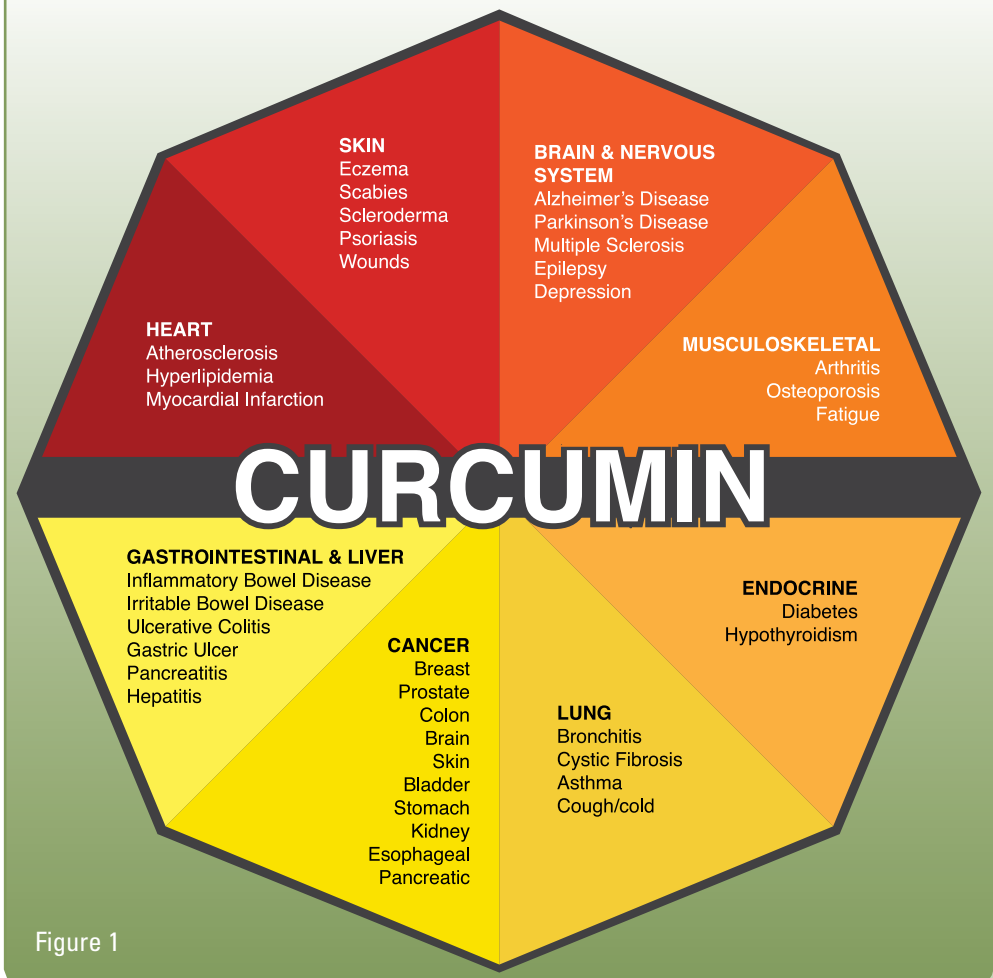 SKIN
Eczema
Scabies
Scleroderma
Psoriasis
Wounds
BRAIN & NERVOUS
SYSTEM
Alzheimer’s Disease
Parkinson’s Disease
Multiple Sclerosis
Epilepsy
Depression
HEART
Atherosclerosis
Hyperlipidemia
Myocardial Infarction
MUSCULOSKELETAL
Arthritis
Osteoporosis
Fatigue
CURCUMIN
GASTROINTESTINAL & LIVER
Inflammatory Bowel Disease
Irritable Bowel Disease
Ulcerative Colitis
Gastric Ulcer
Pancreatitis
Hepatitis
CANCER
Breast
Prostate
Colon
Brain
Skin
Bladder
Stomach
Kidney
Esophageal
Pancreatic
LUNG
Bronchitis
Cystic Fibrosis
Asthma
Cough/cold
ENDOCRINE
Diabetes
Hypothyroidism
Figure 1